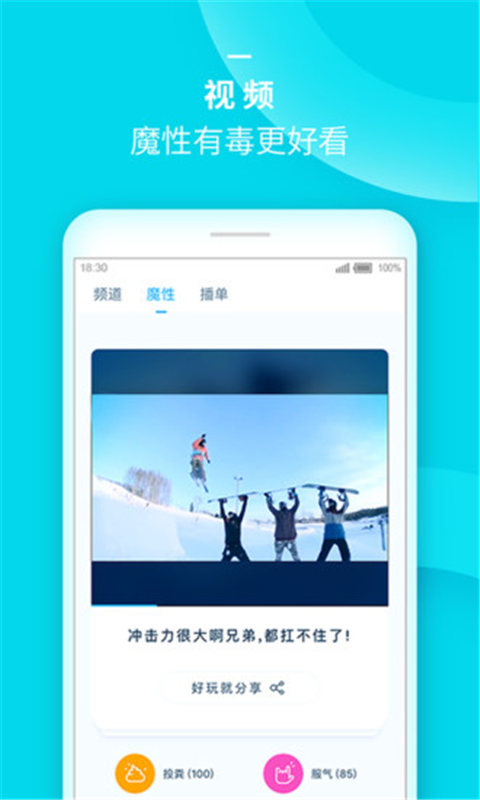 视频
魔性有毒更好看
18:30 100%
频道 魔性 播单
冲击力很大啊兄弟,都扛不住了!
好玩就分享
投粪 (100) 服气 (85)